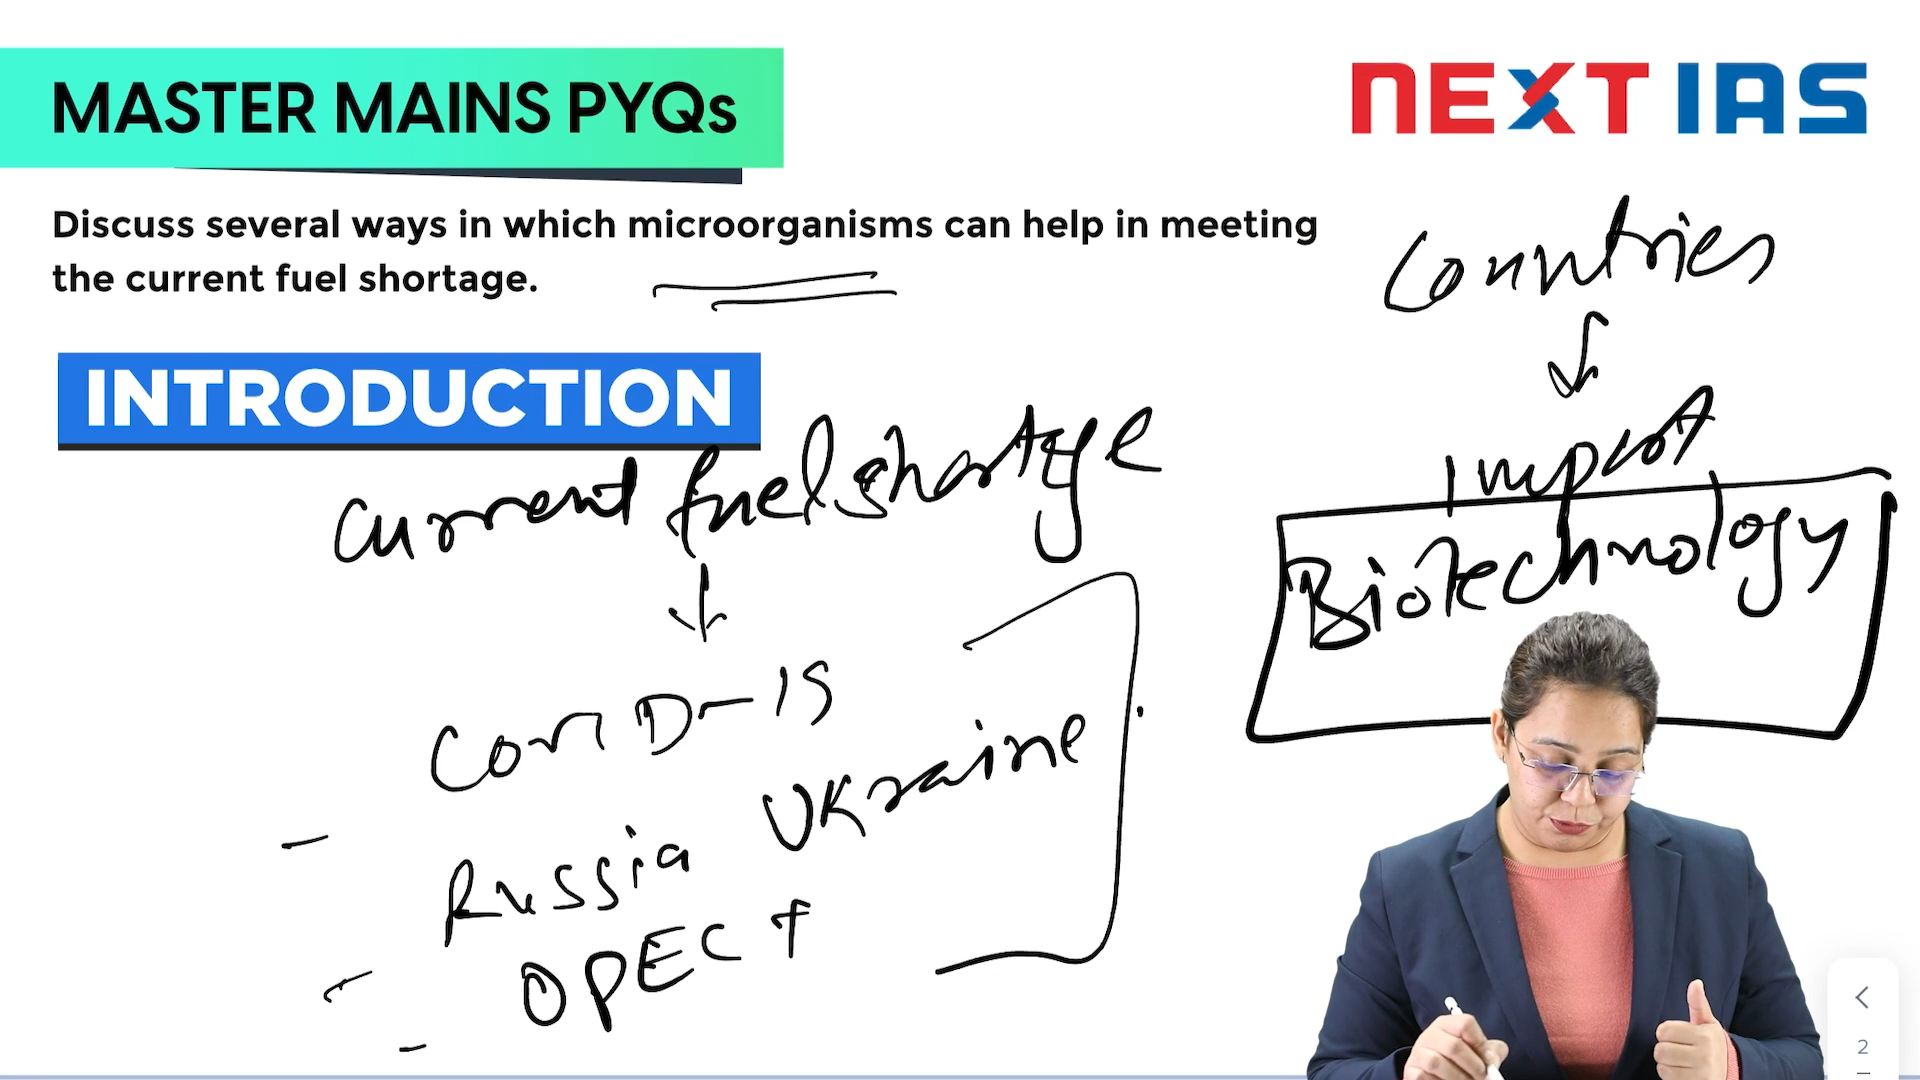 MASTER MAINS PYQs
NEXT IAS
Discuss several ways in which microorganisms can help in meeting
the current fuel shortage.
INTRODUCTION
current fuel shortage
COVID-19
Russia Ukraine
OPEC +
Countries
import
Biotechnology
2